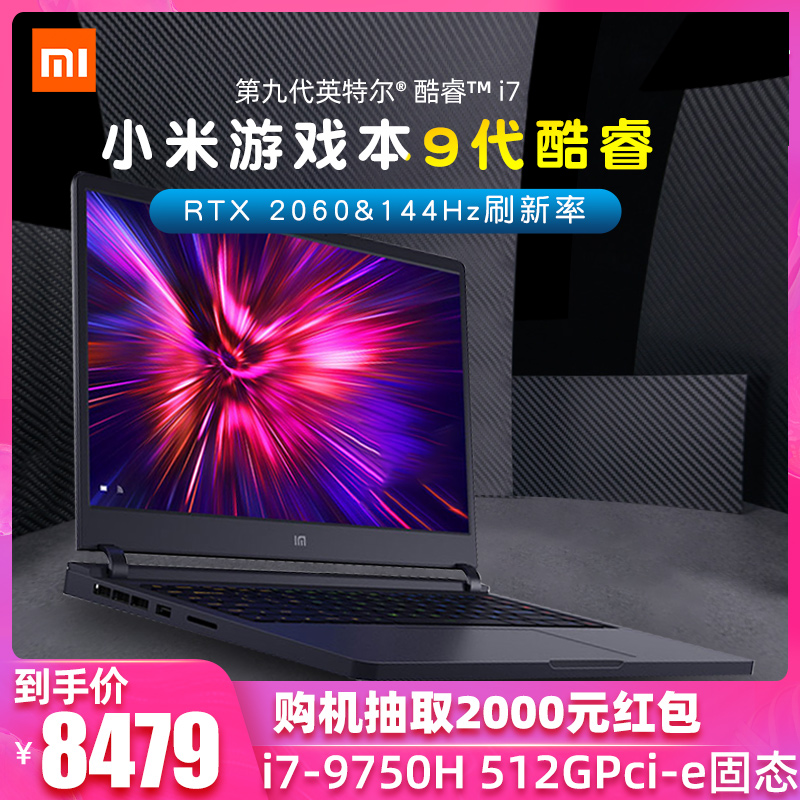 mi
第九代英特尔® 酷睿™ i7
小米游戏本9代酷睿
RTX 2060&144Hz刷新率
到手价
¥8479
购机抽取2000元红包
i7-9750H 512GPci-e固态